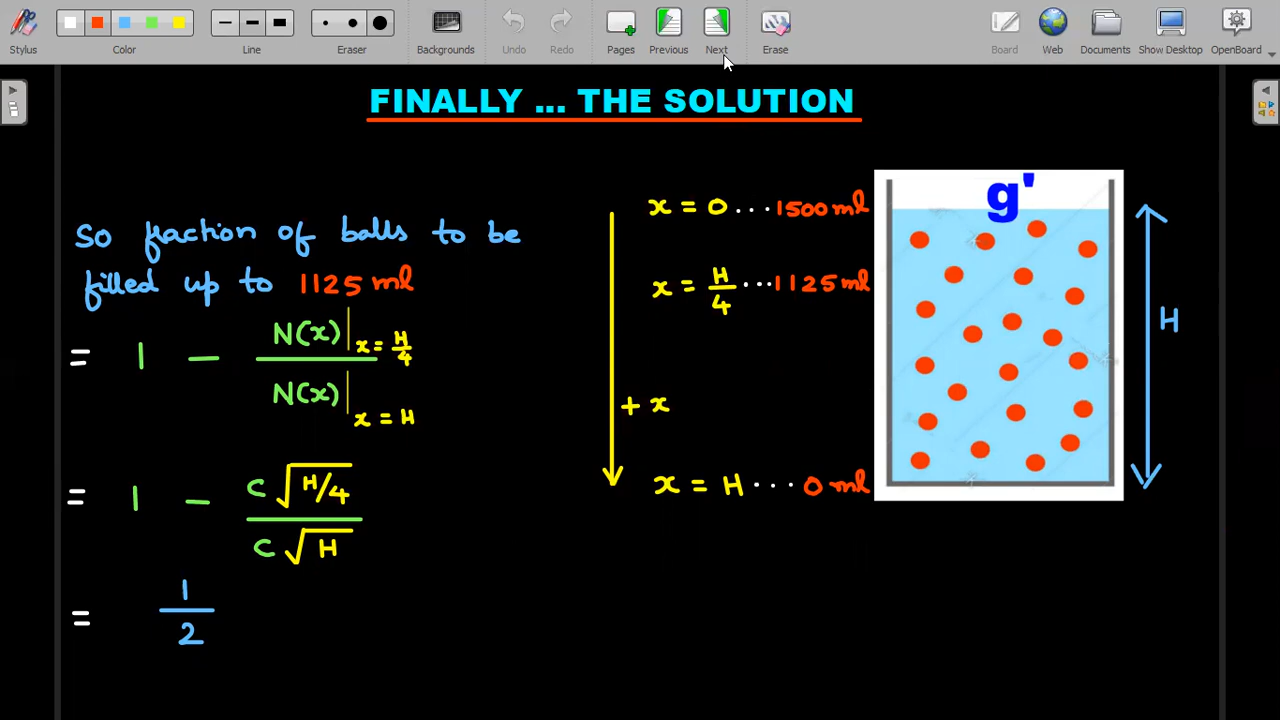 Stylus
Color
Line
Eraser
Backgrounds
Undo
Redo
Pages
Previous
Next
Erase
Board
Web
Documents
Show Desktop
OpenBoard
FINALLY ... THE SOLUTION
So fraction of balls to be
filled up to 1125 ml
= 1 - N(x)| x = H/4 / N(x)| x = H
= 1 - C √H/4 / C √H
= 1/2
x = 0 ... 1500 ml
x = H/4 ... 1125 ml
+ x
x = H ... 0 ml
g'
H